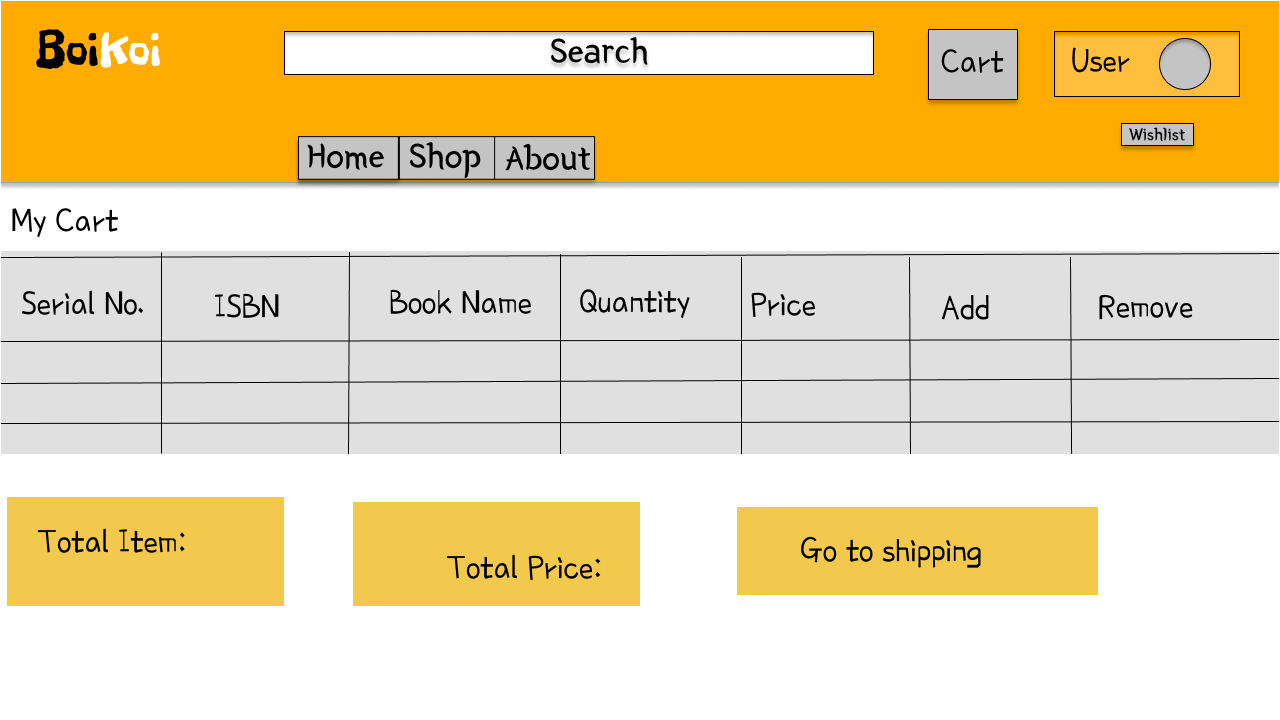 BoiKoi
Search
Cart
User
Wishlist
Home Shop About
My Cart
Serial No. ISBN Book Name Quantity Price Add Remove
Total Item:
Total Price:
Go to shipping